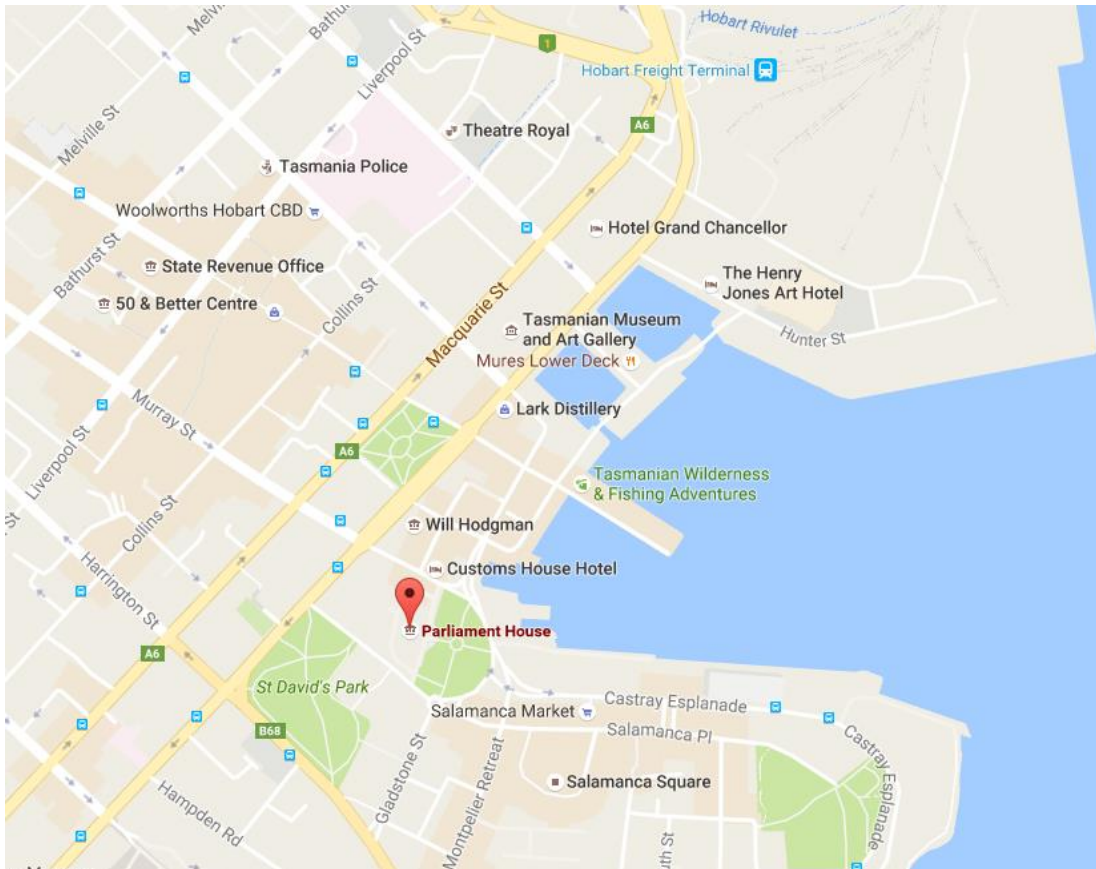 Hobart Rivulet
Bathu
Melville St
Liverpool St
1
Hobart Freight Terminal
A6
Theatre Royal
Tasmania Police
Woolworths Hobart CBD
Hotel Grand Chancellor
Bathurst St
State Revenue Office
The Henry
Jones Art Hotel
50 & Better Centre
Collins St
Macquarie St
Tasmanian Museum
and Art Gallery
Hunter St
Mures Lower Deck
Murray St
Lark Distillery
A6
Liverpool St
Tasmanian Wilderness
& Fishing Adventures
Collins St
Will Hodgman
St
Harrington St
Customs House Hotel
Parliament House
A6
St David's Park
Castray Esplanade
Salamanca Market
B68
Salamanca Pl
Castray Esplanade
Gladstone St
Montpelier Retreat
Salamanca Square
Hampden Rd
uth St